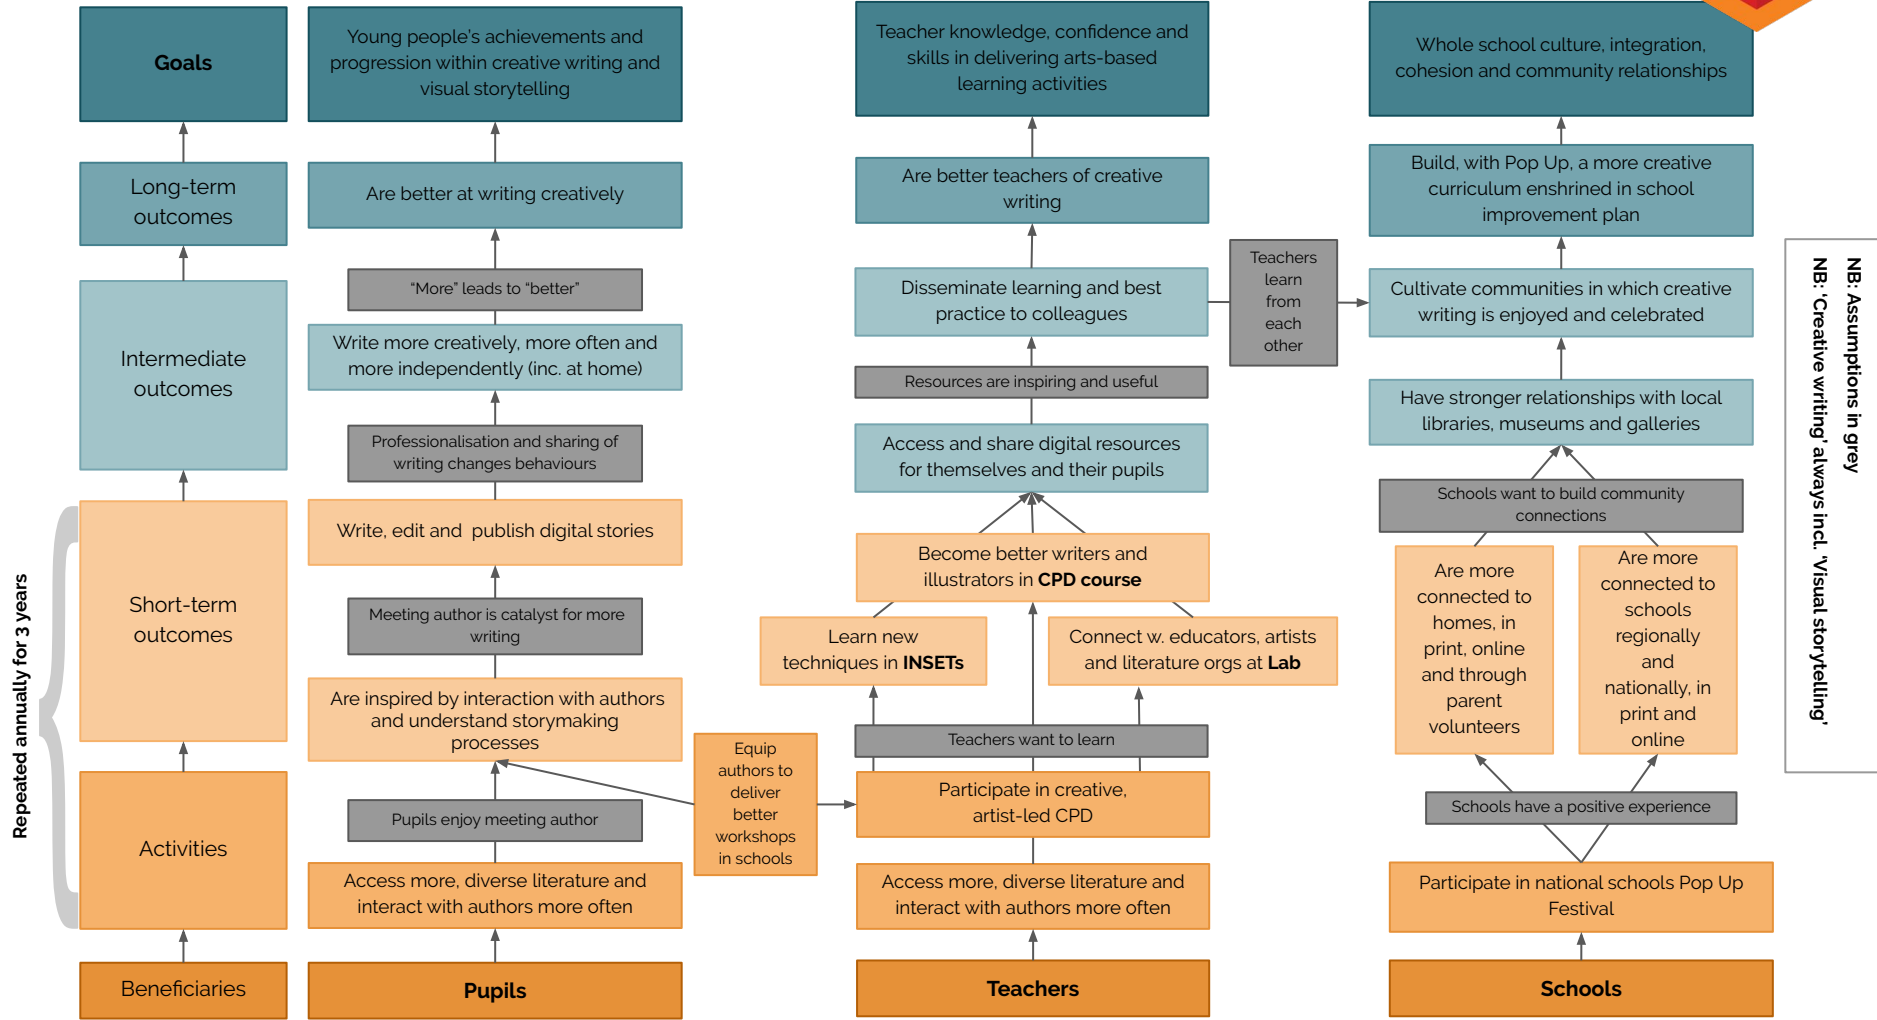 Goals
Long-term
outcomes
Intermediate
outcomes
Short-term
outcomes
Activities
Beneficiaries
Repeated annually for 3 years
Young people's achievements and
progression within creative writing and
visual storytelling
Are better at writing creatively
“More” leads to “better”
Write more creatively, more often and
more independently (inc. at home)
Professionalisation and sharing of
writing changes behaviours
Write, edit and publish digital stories
Meeting author is catalyst for more
writing
Are inspired by interaction with authors
and understand storymaking
processes
Pupils enjoy meeting author
Access more, diverse literature and
interact with authors more often
Pupils
Equip
authors to
deliver
better
workshops
in schools
Teacher knowledge, confidence and
skills in delivering arts-based
learning activities
Are better teachers of creative
writing
Disseminate learning and best
practice to colleagues
Resources are inspiring and useful
Access and share digital resources
for themselves and their pupils
Become better writers and
illustrators in CPD course
Learn new
techniques in INSETs
Connect w. educators, artists
and literature orgs at Lab
Teachers want to learn
Participate in creative,
artist-led CPD
Access more, diverse literature and
interact with authors more often
Teachers
Teachers
learn
from
each
other
Whole school culture, integration,
cohesion and community relationships
Build, with Pop Up, a more creative
curriculum enshrined in school
improvement plan
Cultivate communities in which creative
writing is enjoyed and celebrated
Have stronger relationships with local
libraries, museums and galleries
Schools want to build community
connections
Are more
connected to
homes, in
print, online
and through
parent
volunteers
Are more
connected to
schools
regionally
and
nationally, in
print and
online
Schools have a positive experience
Participate in national schools Pop Up
Festival
Schools
NB: Assumptions in grey
NB: ‘Creative writing’ always incl. ‘Visual storytelling’